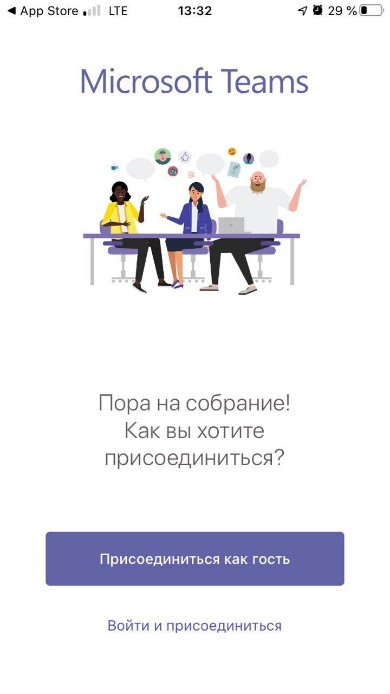 App Store LTE 13:32 29 %
Microsoft Teams
Пора на собрание!
Как вы хотите
присоединиться?
Присоединиться как гость
Войти и присоединиться